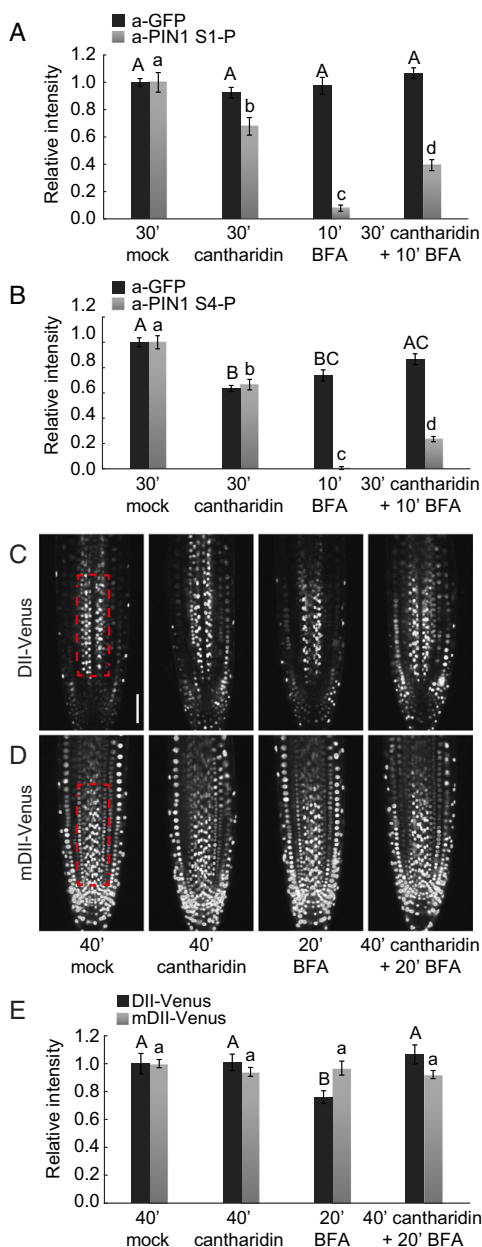 A
a-GFP
a-PIN1 S1-P
Relative intensity
1.2
1.0
0.8
0.6
0.4
0.2
0.0
A a A b A c A d
30’ 30’ 10’ 30’ cantharidin
mock cantharidin BFA + 10’ BFA
B
a-GFP
a-PIN1 S4-P
Relative intensity
1.2
1.0
0.8
0.6
0.4
0.2
0.0
A a B b BC c AC d
30’ 30’ 10’ 30’ cantharidin
mock cantharidin BFA + 10’ BFA
C
DII-Venus
D
mDII-Venus
40’ 40’ 20’ 40’ cantharidin
mock cantharidin BFA + 20’ BFA
E
DII-Venus
mDII-Venus
Relative intensity
1.2
1.0
0.8
0.6
0.4
0.2
0.0
A a A a B a A a
40’ 40’ 20’ 40’ cantharidin
mock cantharidin BFA + 20’ BFA